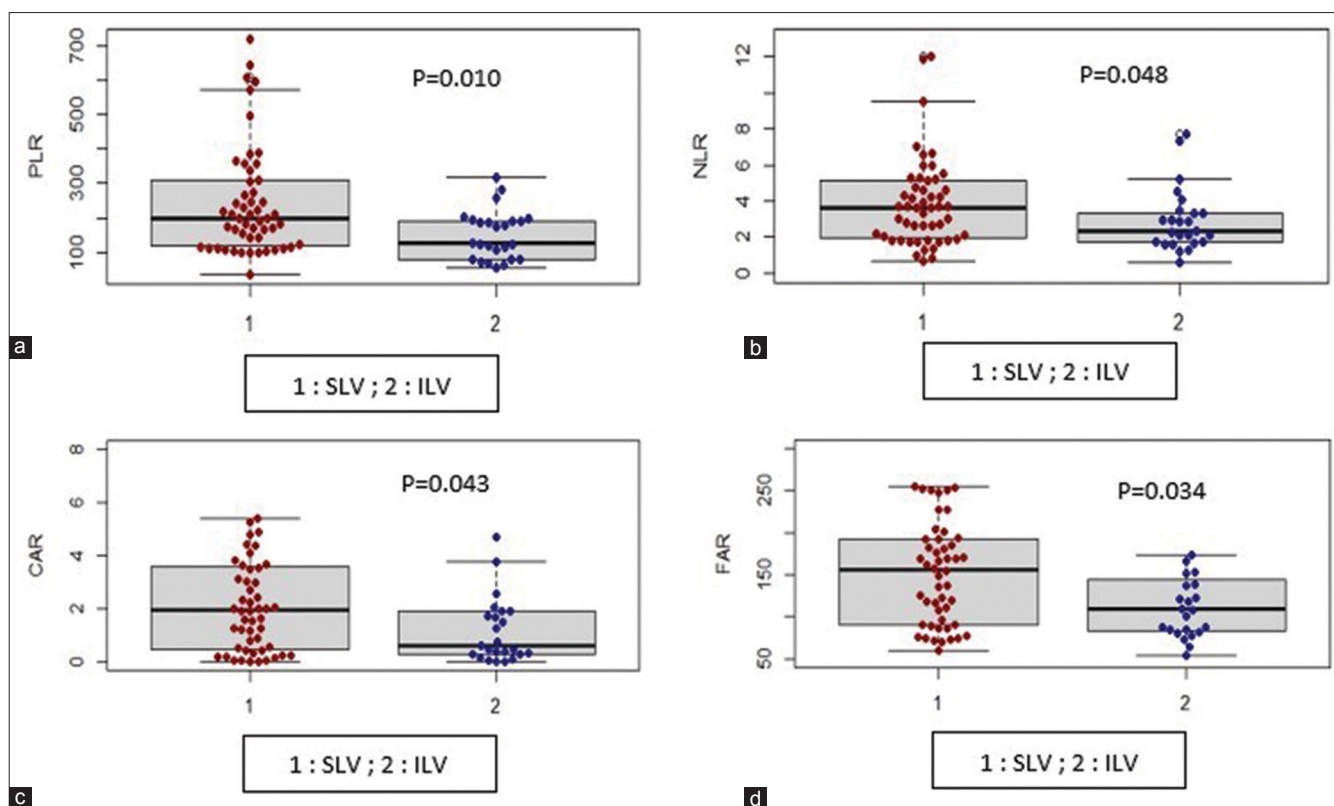 700
500
300
100
PLR
P=0.010
1
2
a
1 : SLV ; 2 : ILV
12
8
6
4
2
0
NLR
P=0.048
1
2
b
1 : SLV ; 2 : ILV
8
6
4
2
0
CAR
P=0.043
1
2
c
1 : SLV ; 2 : ILV
250
150
50
FAR
P=0.034
1
2
d
1 : SLV ; 2 : ILV